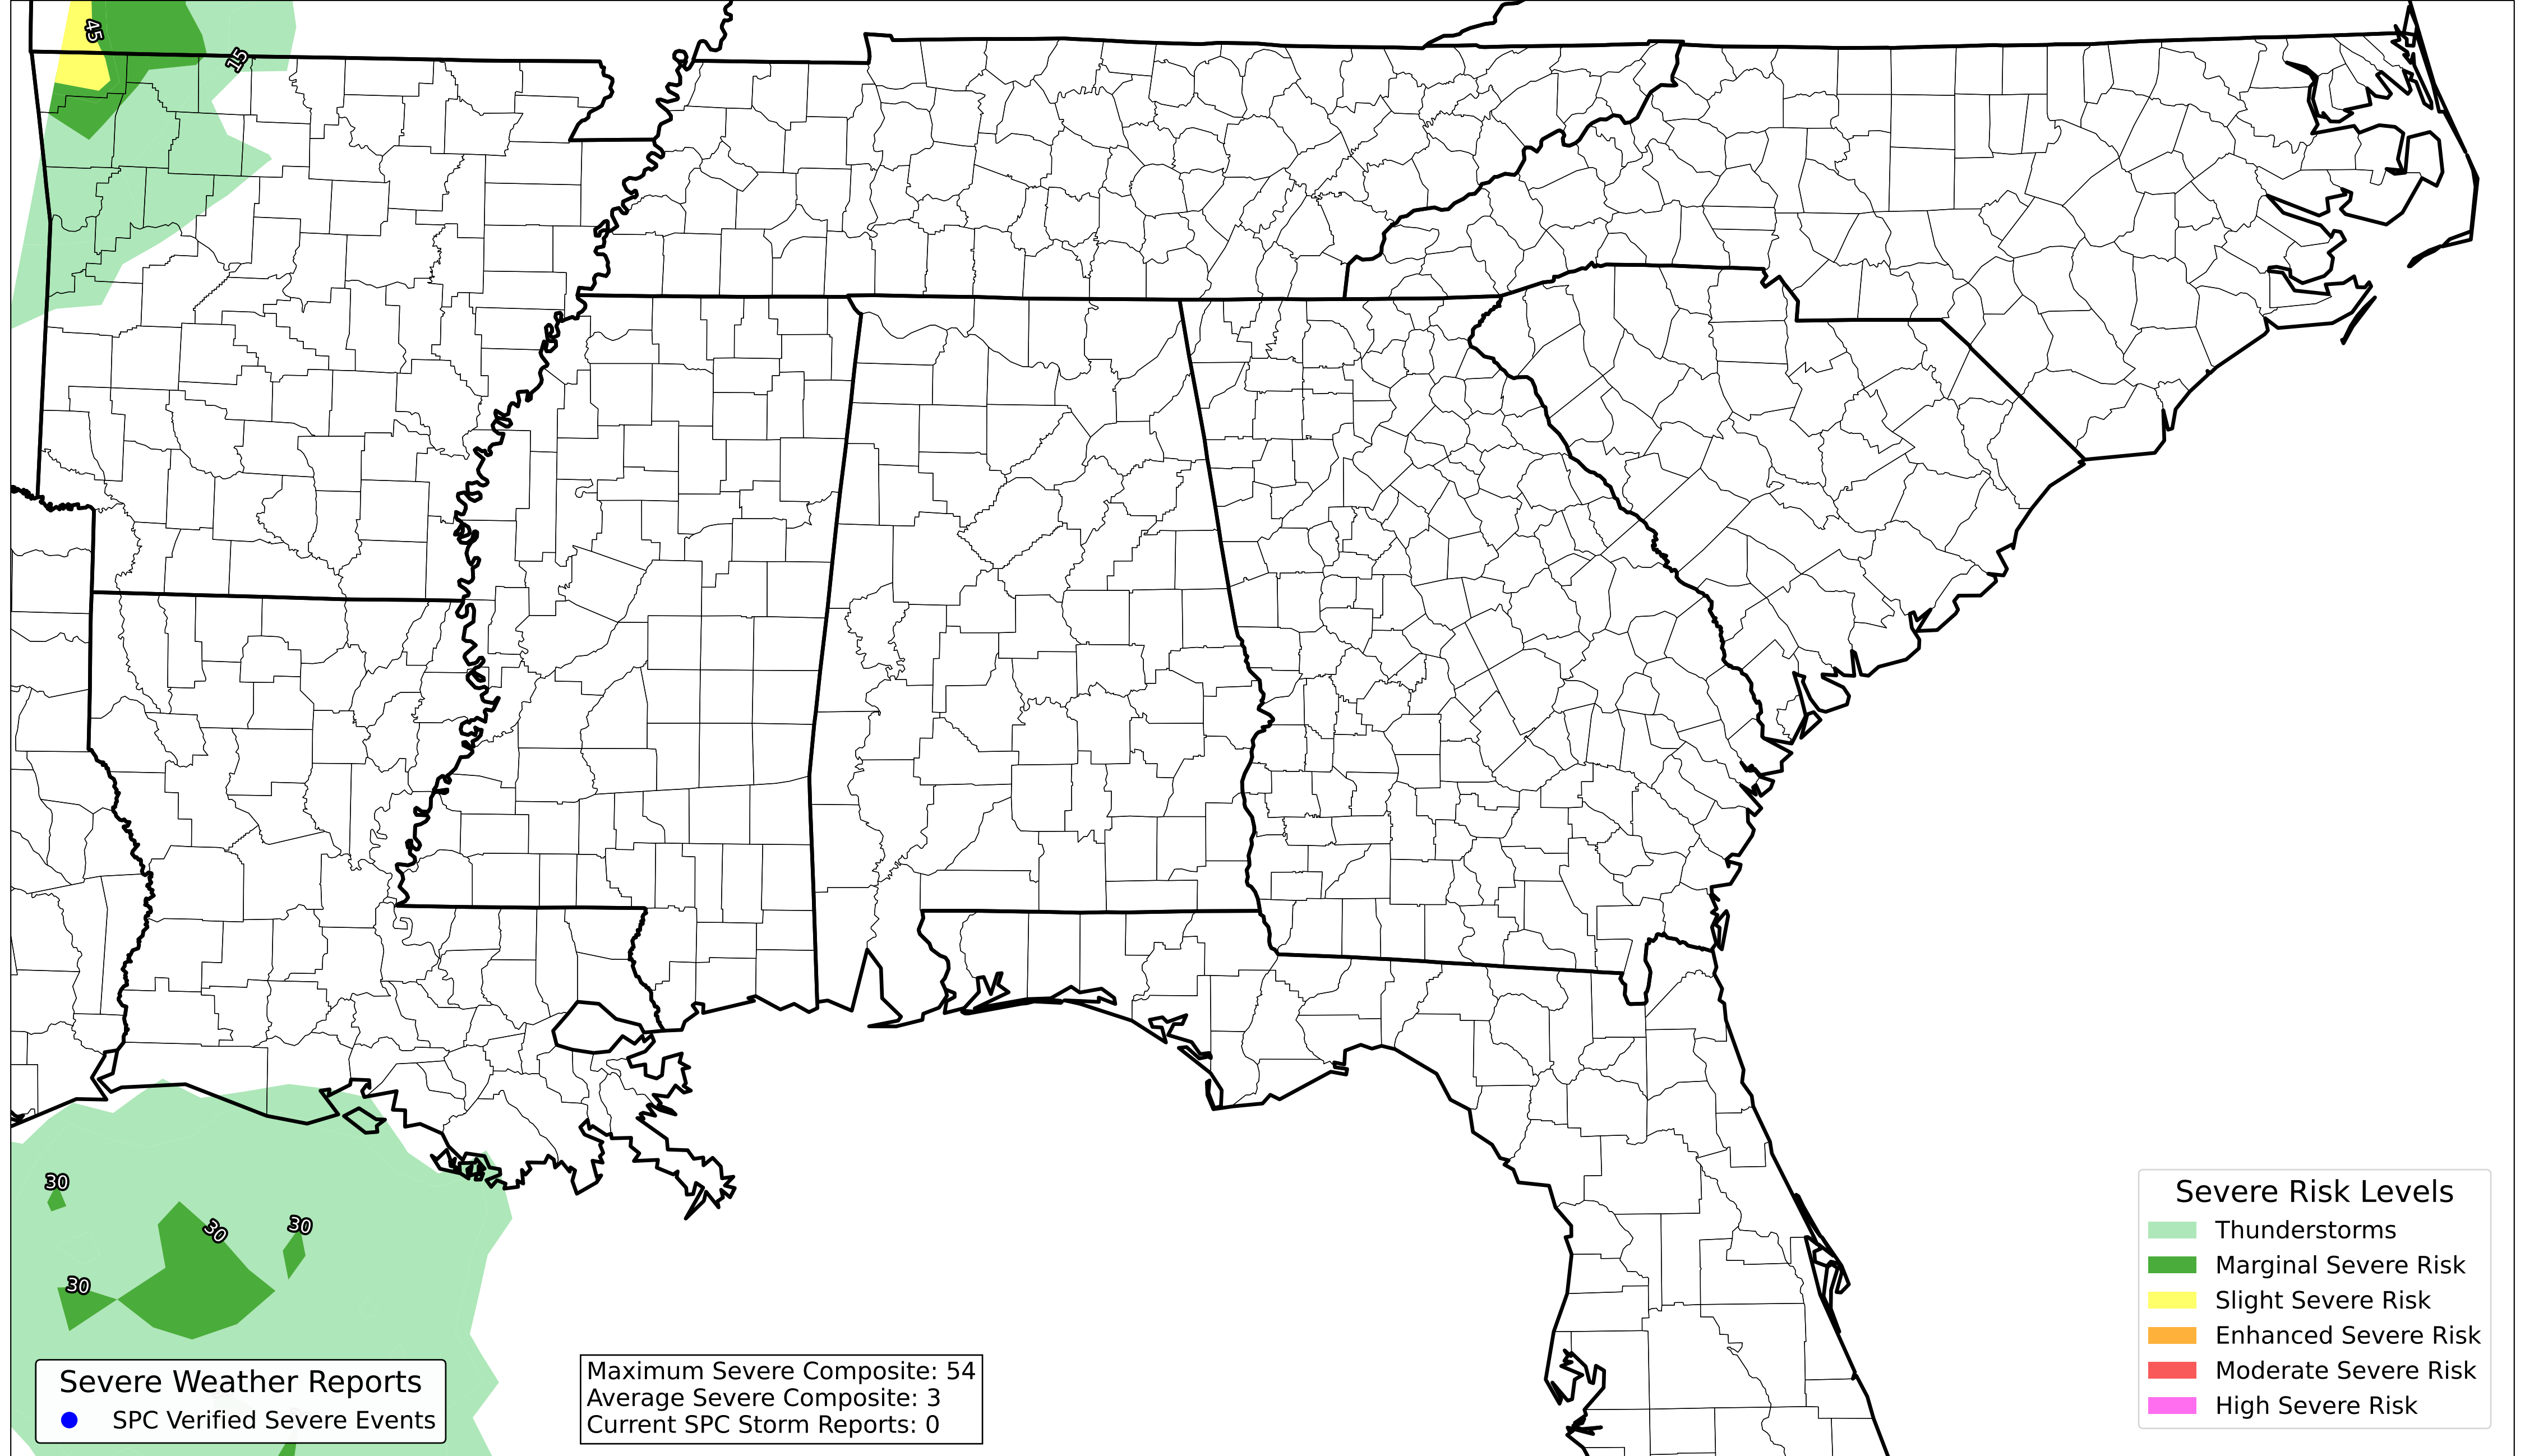 45
15
30
30
30
30
Severe Risk Levels
Thunderstorms
Marginal Severe Risk
Slight Severe Risk
Enhanced Severe Risk
Moderate Severe Risk
High Severe Risk
Severe Weather Reports
SPC Verified Severe Events
Maximum Severe Composite: 54
Average Severe Composite: 3
Current SPC Storm Reports: 0